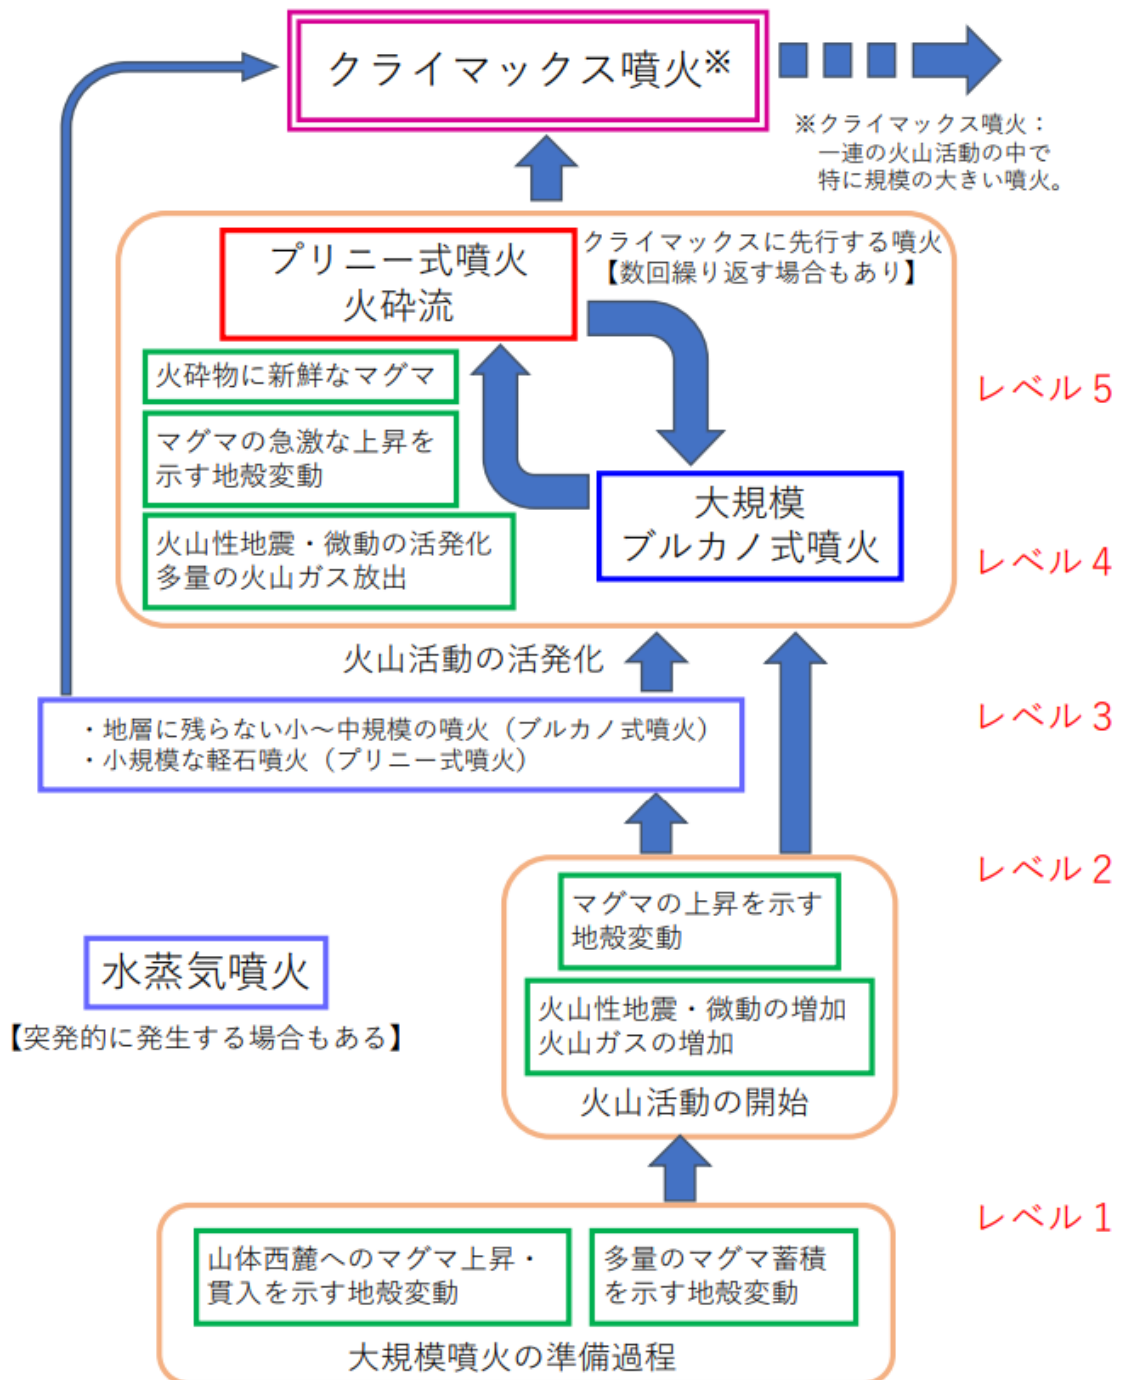 クライマックス噴火※
※クライマックス噴火：
一連の火山活動の中で
特に規模の大きい噴火。
プリニー式噴火
火砕流
クライマックスに先行する噴火
【数回繰り返す場合もあり】
火砕物に新鮮なマグマ
マグマの急激な上昇を
示す地殻変動
火山性地震・微動の活発化
多量の火山ガス放出
大規模
ブルカノ式噴火
レベル5
レベル4
火山活動の活発化
・地層に残らない小～中規模の噴火（ブルカノ式噴火）
・小規模な軽石噴火（プリニー式噴火）
レベル3
レベル2
マグマの上昇を示す
地殻変動
火山性地震・微動の増加
火山ガスの増加
火山活動の開始
水蒸気噴火
【突発的に発生する場合もある】
レベル1
山体西麓へのマグマ上昇・
貫入を示す地殻変動
多量のマグマ蓄積
を示す地殻変動
大規模噴火の準備過程